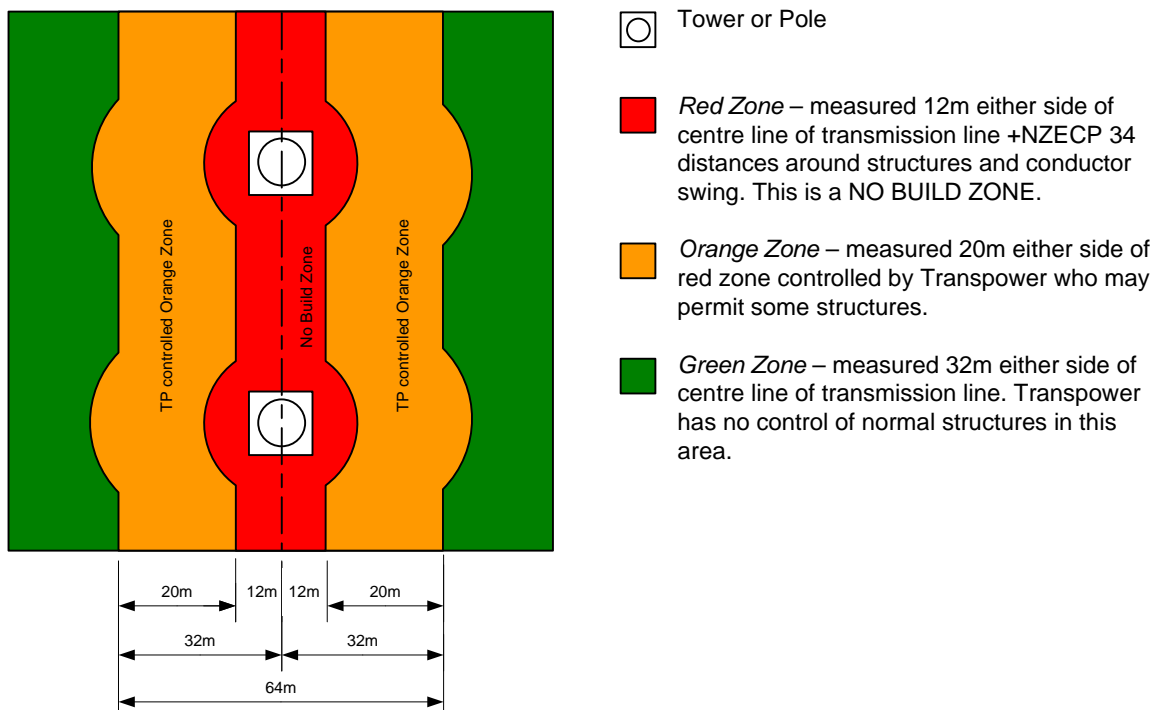 Tower or Pole
Red Zone – measured 12m either side of
centre line of transmission line +NZECP 34
distances around structures and conductor
swing. This is a NO BUILD ZONE.
Orange Zone – measured 20m either side of
red zone controlled by Transpower who may
permit some structures.
Green Zone – measured 32m either side of
centre line of transmission line. Transpower
has no control of normal structures in this
area.
TP controlled Orange Zone
No Build Zone
TP controlled Orange Zone
20m
12m
12m
20m
32m
32m
64m